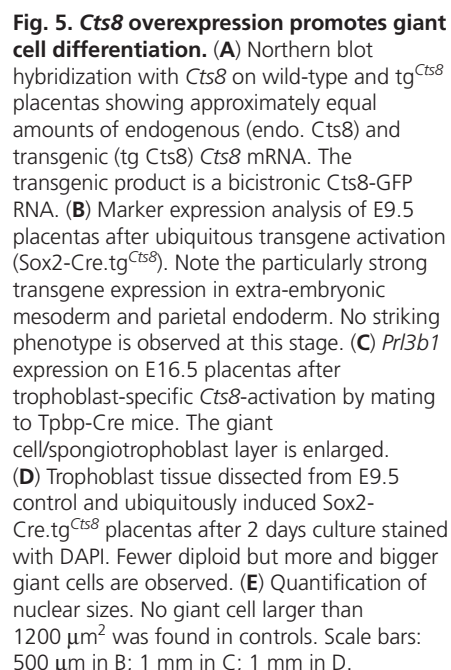 Fig. 5. Cts8 overexpression promotes giant
cell differentiation. (A) Northern blot
hybridization with Cts8 on wild-type and tgCts8
placentas showing approximately equal
amounts of endogenous (endo. Cts8) and
transgenic (tg Cts8) Cts8 mRNA. The
transgenic product is a bicistronic Cts8-GFP
RNA. (B) Marker expression analysis of E9.5
placentas after ubiquitous transgene activation
(Sox2-Cre.tgCts8). Note the particularly strong
transgene expression in extra-embryonic
mesoderm and parietal endoderm. No striking
phenotype is observed at this stage. (C) Prl3b1
expression on E16.5 placentas after
trophoblast-specific Cts8-activation by mating
to Tpbp-Cre mice. The giant
cell/spongiotrophoblast layer is enlarged.
(D) Trophoblast tissue dissected from E9.5
control and ubiquitously induced Sox2-
Cre.tgCts8 placentas after 2 days culture stained
with DAPI. Fewer diploid but more and bigger
giant cells are observed. (E) Quantification of
nuclear sizes. No giant cell larger than
1200 μm² was found in controls. Scale bars:
500 μm in B; 1 mm in C; 1 mm in D.